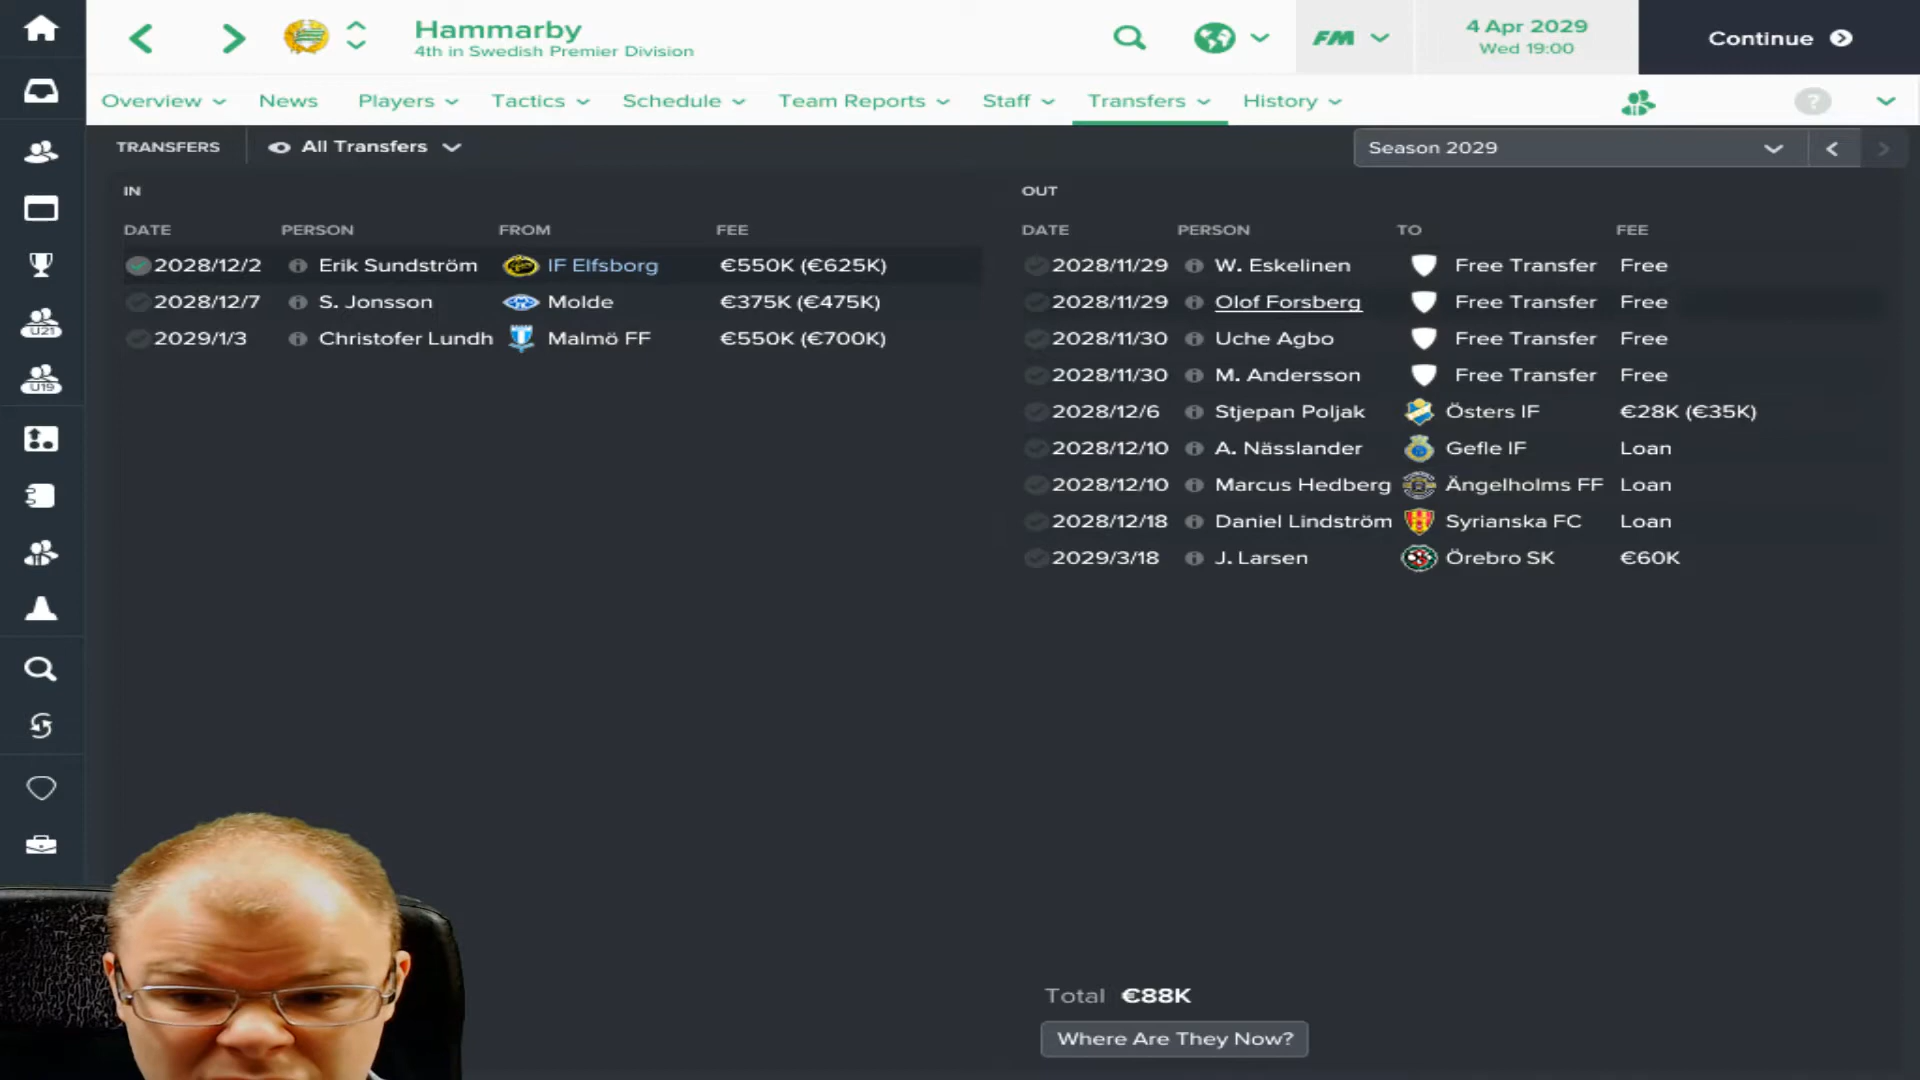 Hammarby
4th in Swedish Premier Division
FM
4 Apr 2029
Wed 19:00
Continue
Overview News Players Tactics Schedule Team Reports Staff Transfers History ?
TRANSFERS All Transfers Season 2029
IN
DATE PERSON FROM FEE
2028/12/2 Erik Sundström IF Elfsborg €550K (€625K)
2028/12/7 S. Jonsson Molde €375K (€475K)
2029/1/3 Christofer Lundh Malmö FF €550K (€700K)
OUT
DATE PERSON TO FEE
2028/11/29 W. Eskelinen Free Transfer Free
2028/11/29 Olof Forsberg Free Transfer Free
2028/11/30 Uche Agbo Free Transfer Free
2028/11/30 M. Andersson Free Transfer Free
2028/12/6 Stjepan Poljak Östers IF €28K (€35K)
2028/12/10 A. Nässlander Gefle IF Loan
2028/12/10 Marcus Hedberg Ängelholms FF Loan
2028/12/18 Daniel Lindström Syrianska FC Loan
2029/3/18 J. Larsen Örebro SK €60K
Total €88K
Where Are They Now?
U21
U19